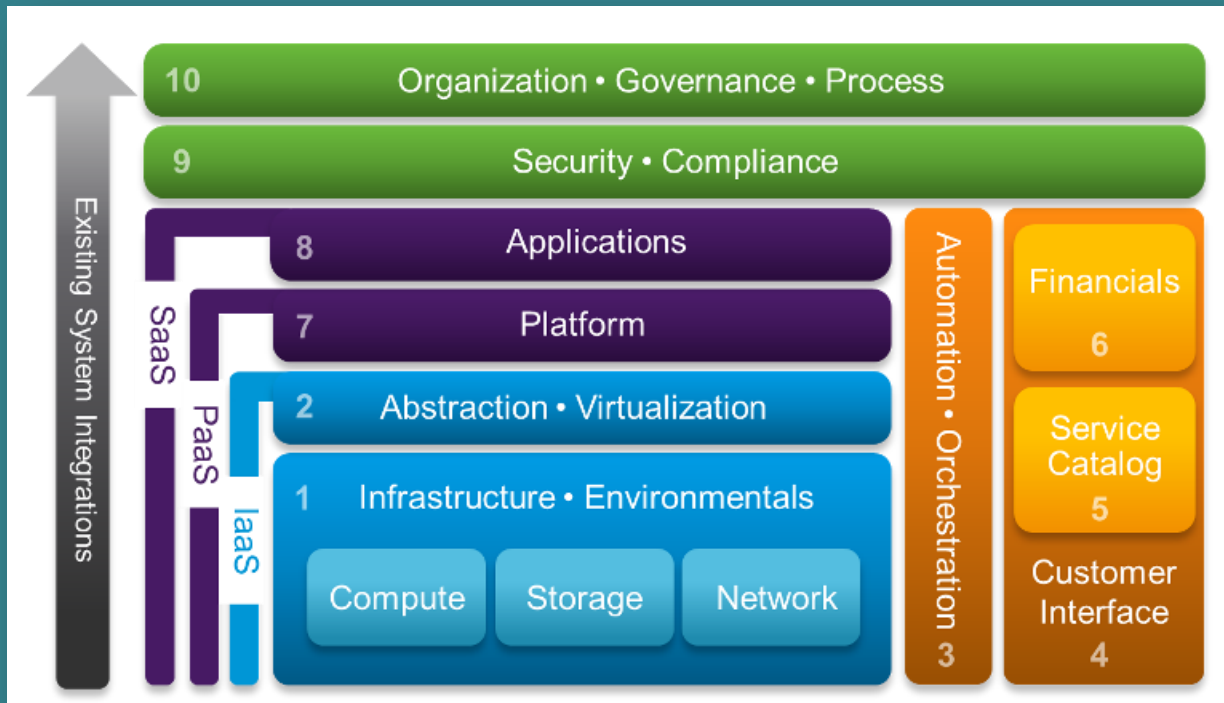 Existing System Integrations
10 Organization • Governance • Process
9 Security • Compliance
SaaS
PaaS
IaaS
8 Applications
7 Platform
2 Abstraction • Virtualization
1 Infrastructure • Environmentals
Compute Storage Network
Automation • Orchestration 3
Financials
6
Service
Catalog
5
Customer
Interface
4